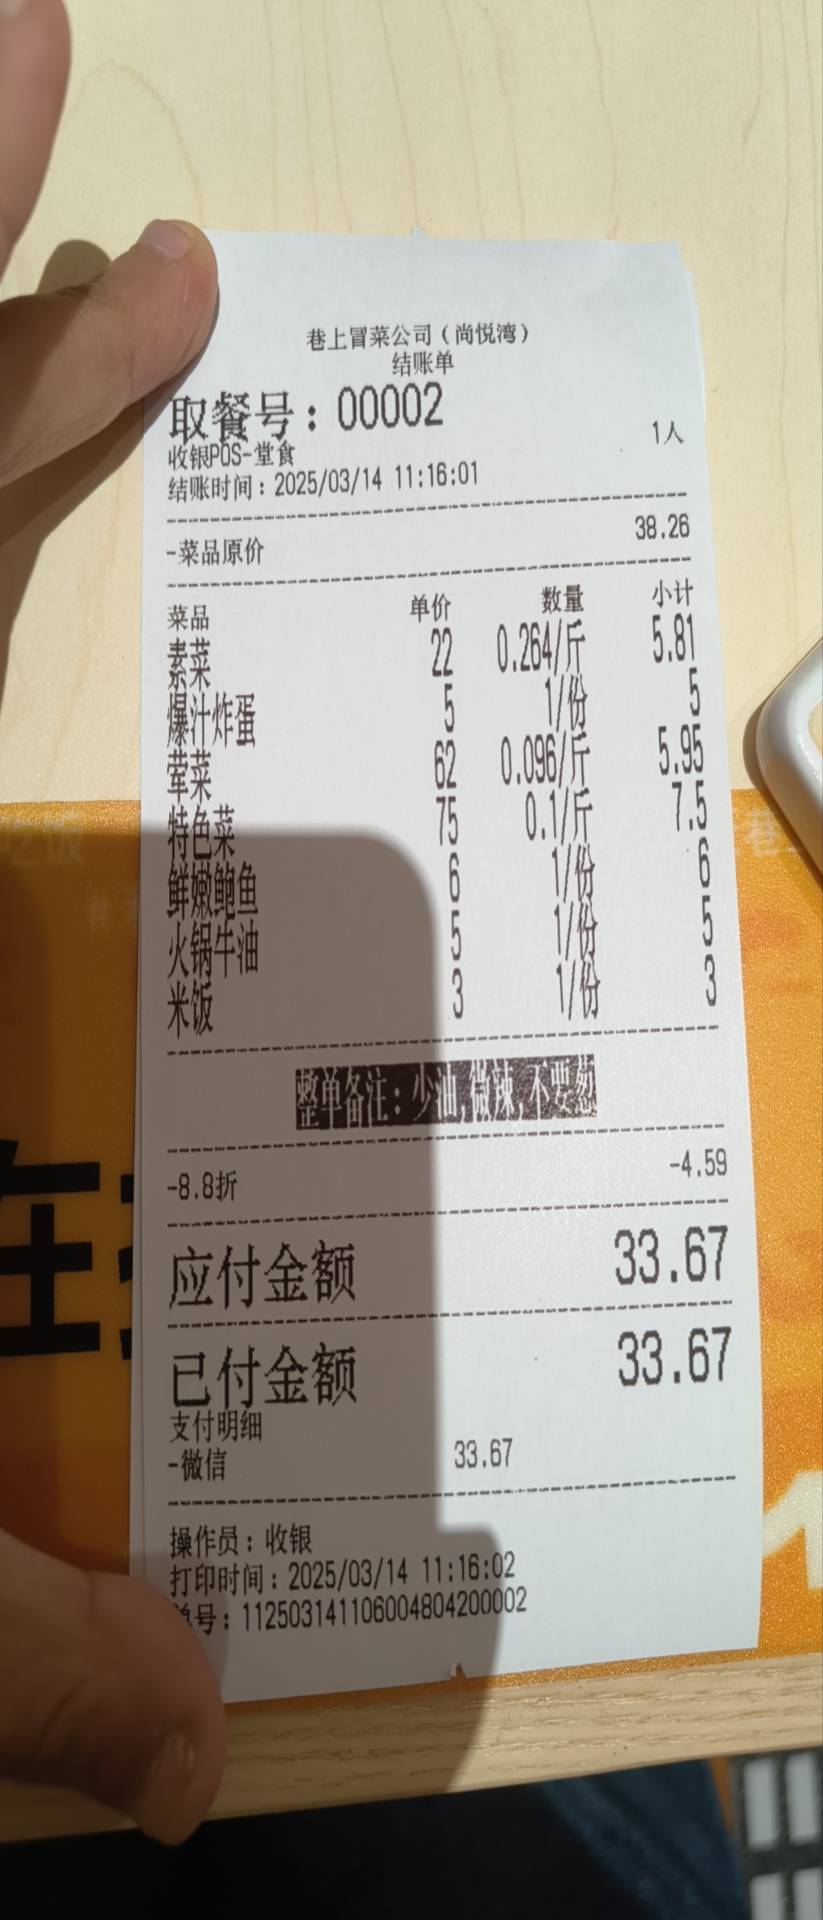 巷上冒菜公司（尚悦湾）
结账单
取餐号：00002
收银POS-堂食 1人
结账时间：2025/03/14 11:16:01
-菜品原价 38.26
菜品 单价 数量 小计
素菜 22 0.264/斤 5.81
爆汁炸蛋 5 1/份 5
荤菜 62 0.096/斤 5.95
特色菜 75 0.1/斤 7.5
鲜嫩鲍鱼 6 1/份 6
火锅牛油 5 1/份 5
米饭 3 1/份 3
整单备注：少油,微辣,不要葱
-8.8折 -4.59
应付金额 33.67
已付金额 33.67
支付明细
-微信 33.67
操作员：收银
打印时间：2025/03/14 11:16:02
单号：112503141106004804200002
吃饭
巷
在